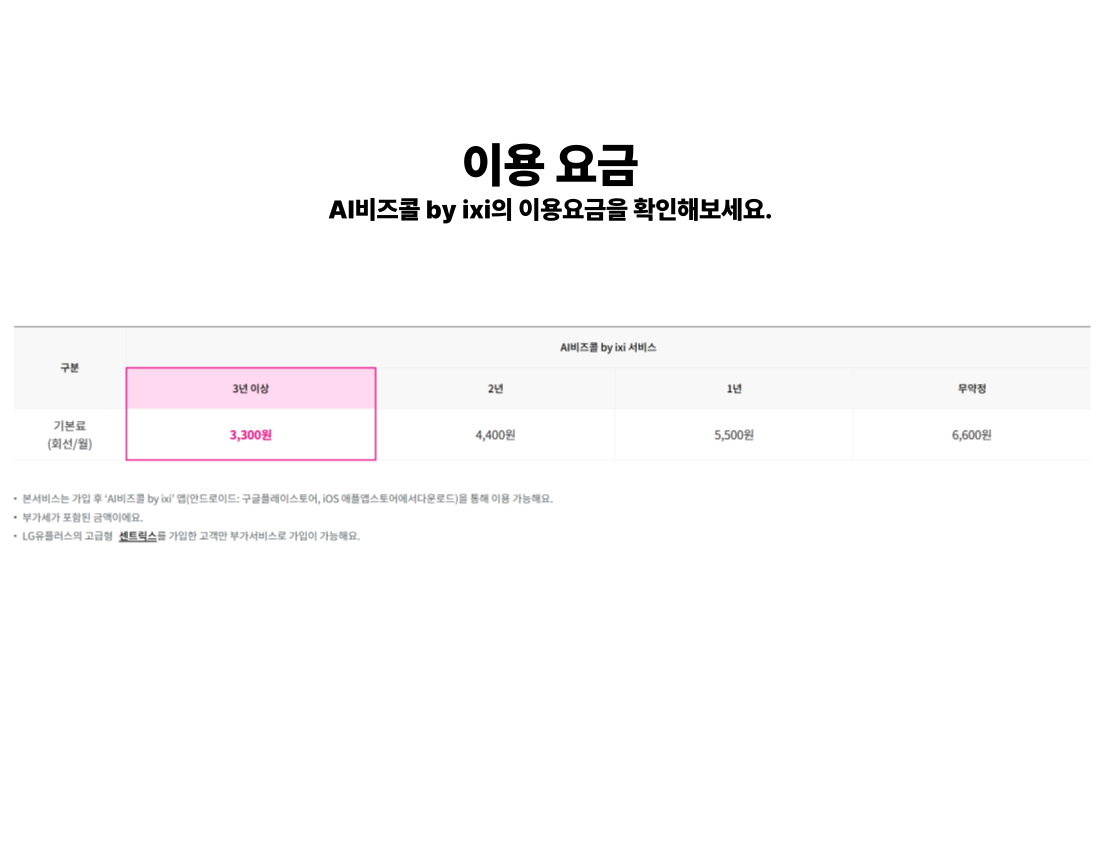 이용 요금
AI비즈콜 by ixi의 이용요금을 확인해보세요.
구분
AI비즈콜 by ixi 서비스
3년 이상
2년
1년
무약정
기본료
(회선/월)
3,300원
4,400원
5,500원
6,600원
• 본서비스는 가입 후 ‘AI비즈콜 by ixi’ 앱(안드로이드: 구글플레이스토어, iOS 애플앱스토어에서다운로드)을 통해 이용 가능해요.
• 부가세가 포함된 금액이에요.
• LG유플러스의 고급형 센트릭스를 가입한 고객만 부가서비스로 가입이 가능해요.